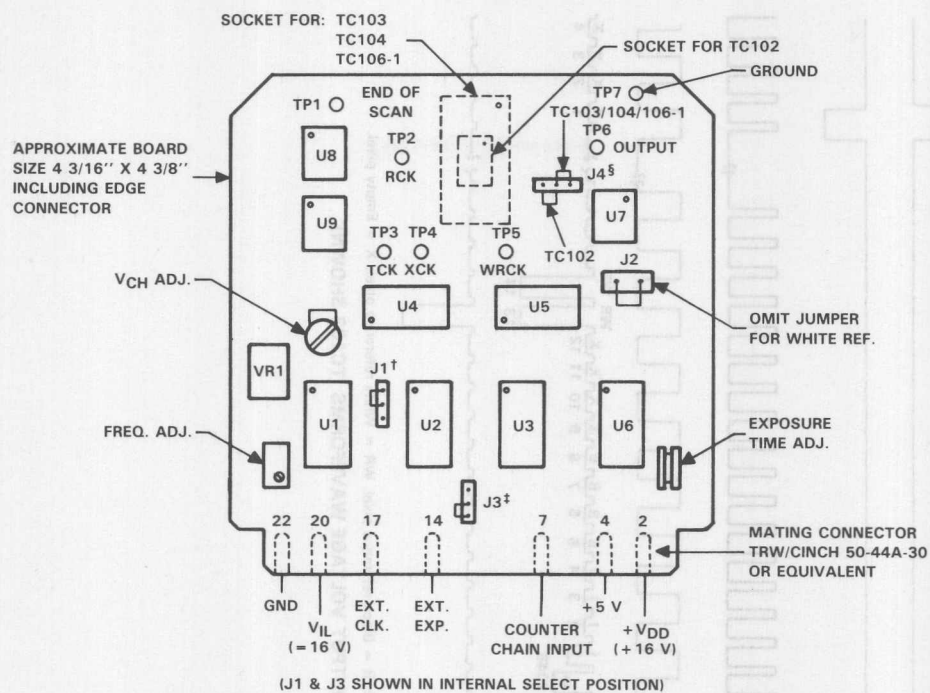 SOCKET FOR: TC103
TC104
TC106-1
SOCKET FOR TC102
GROUND
TP7
TC103/104/106-1
TP1
END OF
SCAN
TP2
RCK
TP6
OUTPUT
J4§
APPROXIMATE BOARD
SIZE 4 3/16" X 4 3/8"
INCLUDING EDGE
CONNECTOR
U8
U9
U7
TP3
TCK
TP4
XCK
TP5
WRCK
TC102
J2
VCH ADJ.
U4
U5
OMIT JUMPER
FOR WHITE REF.
VR1
J1†
U1
U2
U3
U6
FREQ. ADJ.
EXPOSURE
TIME ADJ.
J3‡
22
20
17
14
7
4
2
MATING CONNECTOR
TRW/CINCH 50-44A-30
OR EQUIVALENT
GND
VIL
(=16 V)
EXT.
CLK.
EXT.
EXP.
COUNTER
CHAIN INPUT
+5 V
+VDD
(+16 V)
(J1 & J3 SHOWN IN INTERNAL SELECT POSITION)